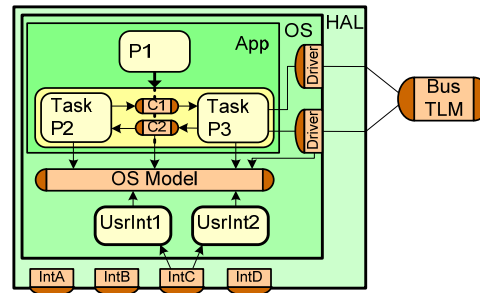 HAL
OS
App
P1
Driver
Bus
TLM
Task
P2
C1
C2
Task
P3
Driver
OS Model
UsrInt1
UsrInt2
IntA
IntB
IntC
IntD